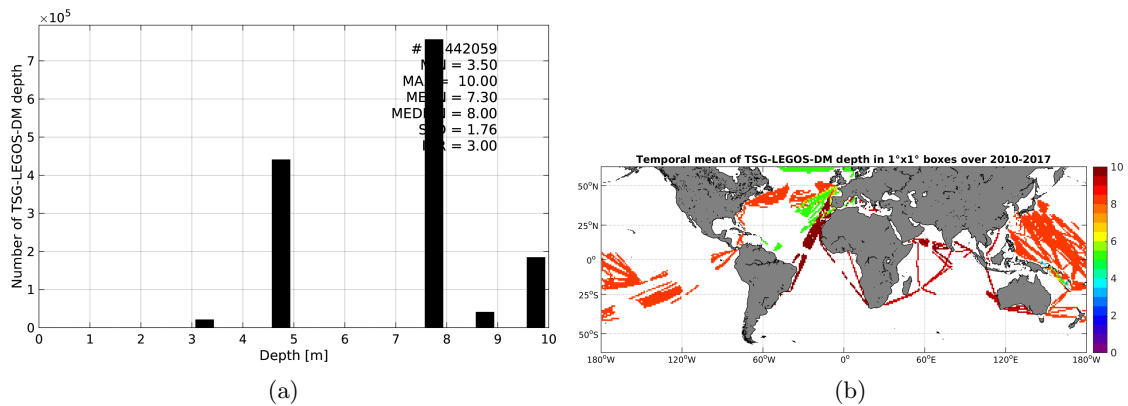 ×10⁵
7
6
5
4
3
2
1
0
Number of TSG-LEGOS-DM depth
# 442059
= 3.50
= 10.00
= 7.30
= 8.00
= 1.76
= 3.00
0 1 2 3 4 5 6 7 8 9 10
Depth [m]
(a)
Temporal mean of TSG-LEGOS-DM depth in 1°x1° boxes over 2010-2017
50°N
25°N
0°
25°S
50°S
180°W 120°W 60°W 0° 60°E 120°E 180°W
10
8
6
4
2
0
(b)